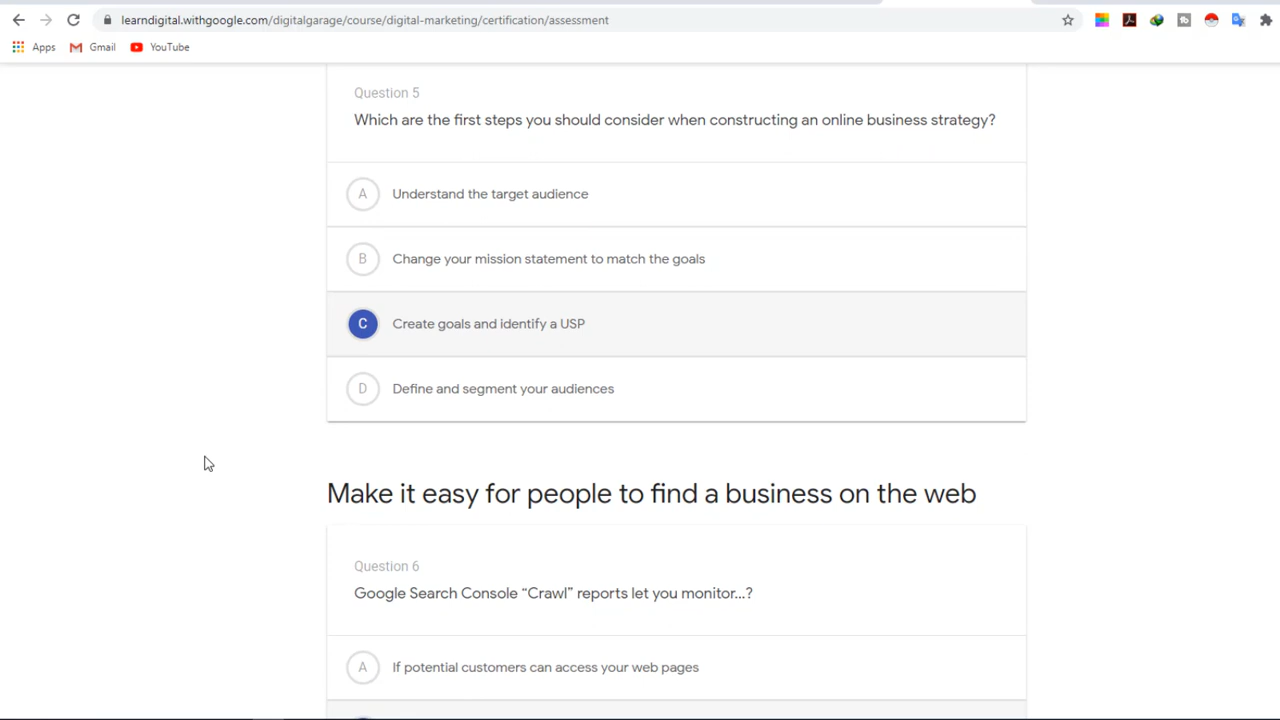 learndigital.withgoogle.com/digitalgarage/course/digital-marketing/certification/assessment
Apps Gmail YouTube
Question 5
Which are the first steps you should consider when constructing an online business strategy?
A Understand the target audience
B Change your mission statement to match the goals
C Create goals and identify a USP
D Define and segment your audiences
Make it easy for people to find a business on the web
Question 6
Google Search Console “Crawl” reports let you monitor...?
A If potential customers can access your web pages